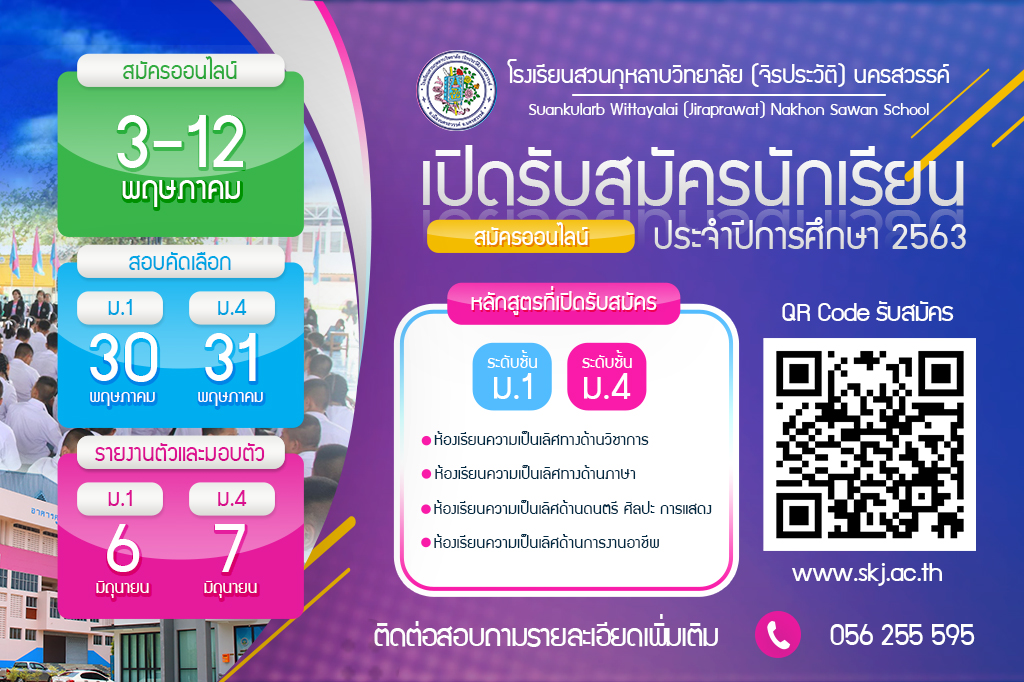 สมัครออนไลน์
3-12
พฤษภาคม
สอบคัดเลือก
ม.1
ม.4
30
31
พฤษภาคม
พฤษภาคม
รายงานตัวและมอบตัว
ม.1
ม.4
6
7
มิถุนายน
มิถุนายน
โรงเรียนสวนกุหลาบวิทยาลัย (จิรประวัติ) นครสวรรค์
Suankularb Wittayalai (Jiraprawat) Nakhon Sawan School
เปิดรับสมัครนักเรียน
สมัครออนไลน์ ประจำปีการศึกษา 2563
หลักสูตรที่เปิดรับสมัคร
ระดับชั้น
ม.1
ระดับชั้น
ม.4
ห้องเรียนความเป็นเลิศทางด้านวิชาการ
ห้องเรียนความเป็นเลิศทางด้านภาษา
ห้องเรียนความเป็นเลิศด้านดนตรี ศิลปะ การแสดง
ห้องเรียนความเป็นเลิศด้านการงานอาชีพ
QR Code รับสมัคร
www.skj.ac.th
ติดต่อสอบถามรายละเอียดเพิ่มเติม
056 255 595